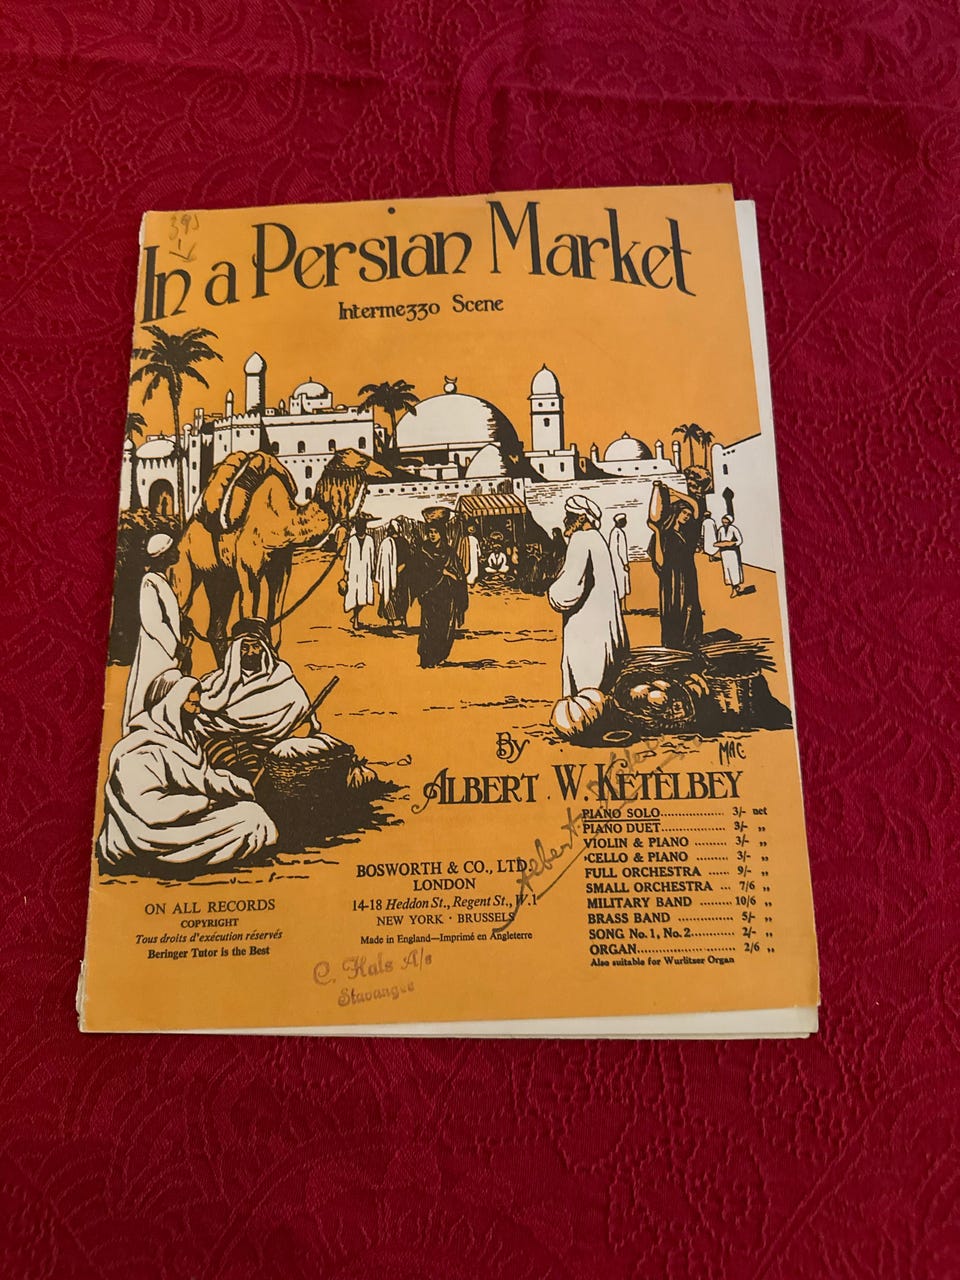 In a Persian Market
Intermezzo Scene
MAC
By
ALBERT W. KETÈLBEY
PIANO SOLO........................ 3/- net
PIANO DUET........................ 3/- „
VIOLIN & PIANO ......... 3/- „
'CELLO & PIANO ......... 3/- „
FULL ORCHESTRA ...... 9/- „
SMALL ORCHESTRA ... 7/6 „
MILITARY BAND ......... 10/6 „
BRASS BAND ............... 5/- „
SONG No. 1, No. 2........... 2/- „
ORGAN........................... 2/6 „
Also suitable for Wurlitser Organ
BOSWORTH & CO., LTD.
LONDON
14-18 Heddon St., Regent St., W.1
NEW YORK · BRUSSELS
Made in England—Imprimé en Angleterre
ON ALL RECORDS
COPYRIGHT
Tous droits d'exécution réservés
Beringer Tutor is the Best
C. Hals A/s
Stavanger